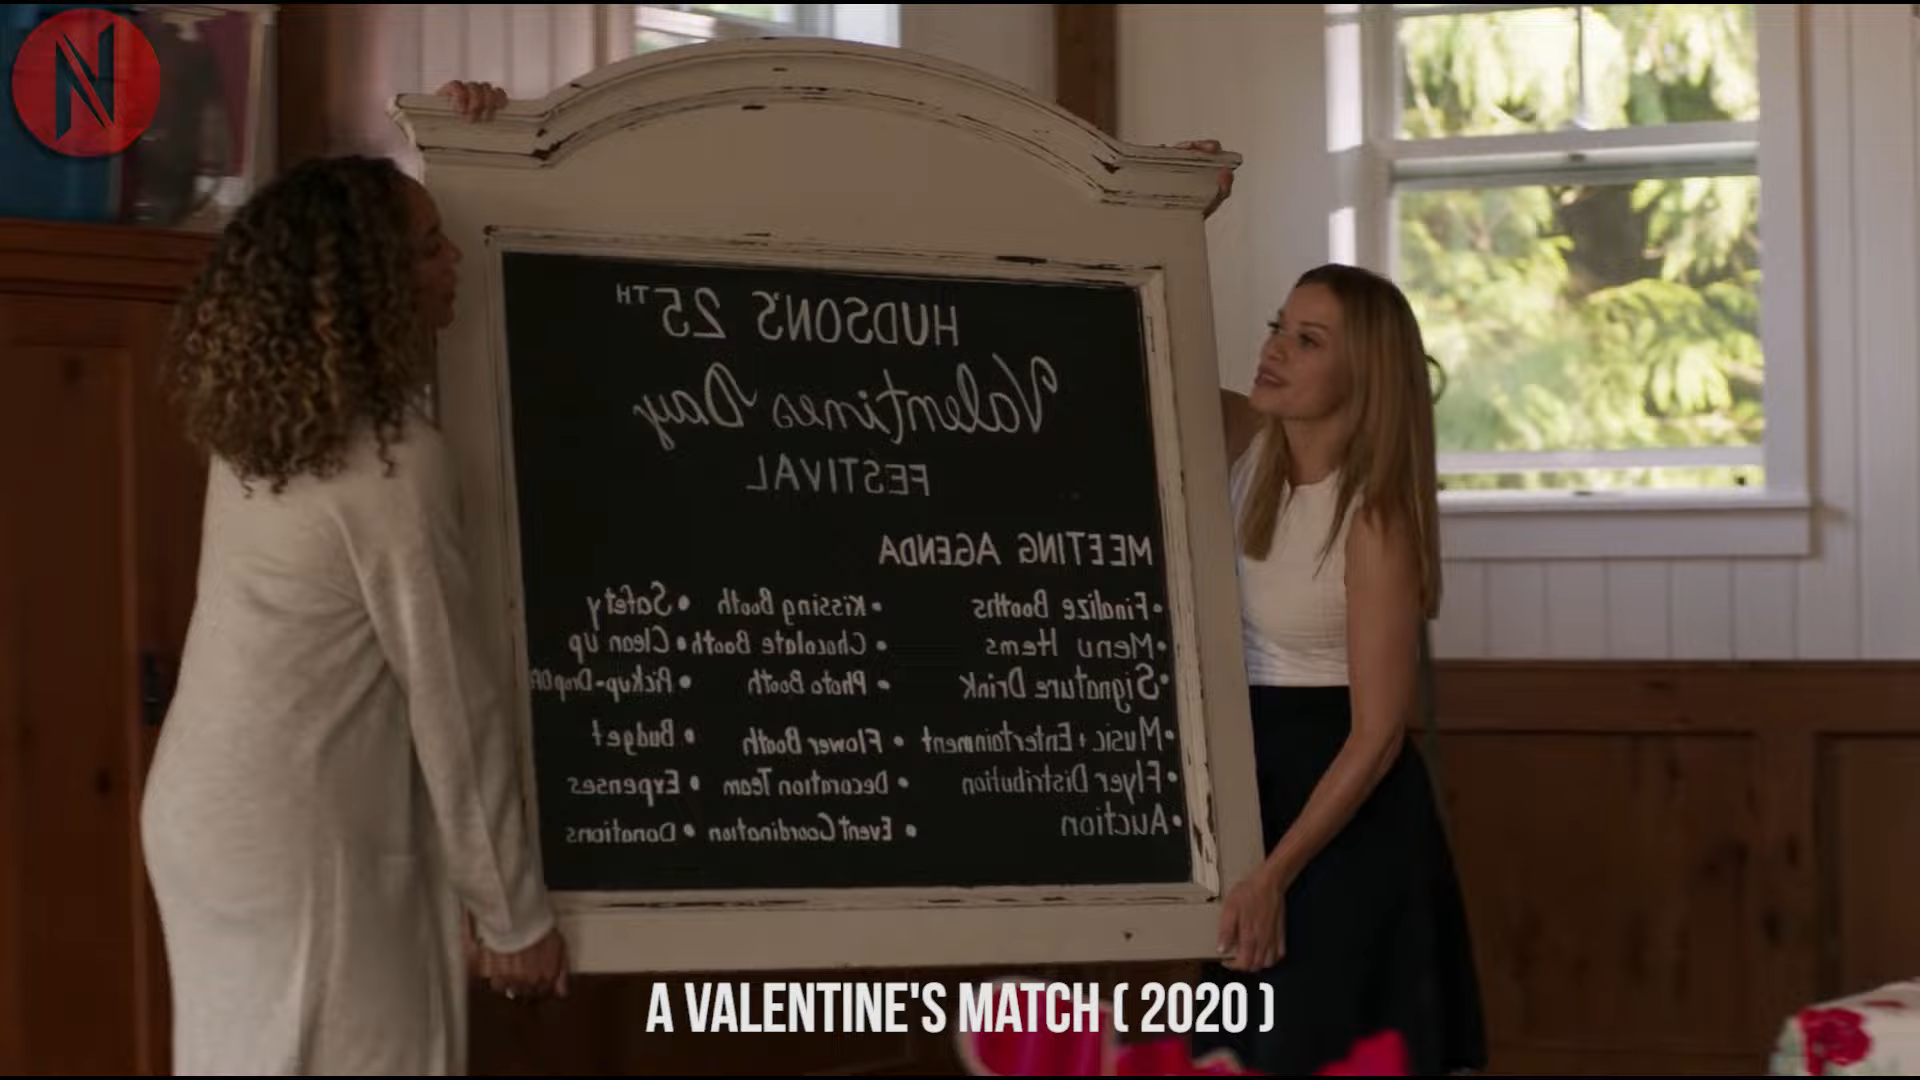 N
HUDSON'S 25TH
Valentines Day
FESTIVAL
MEETING AGENDA
• Finalize Booths
• Menu Items
• Signature Drink
• Music + Entertainment
• Flyer Distribution
• Auction
• Kissing Booth
• Chocolate Booth
• Photo Booth
• Flower Booth
• Decoration Team
• Event Coordination
• Safety
• Clean up
• Pickup-Drop Off
• Budget
• Expenses
• Donations
A VALENTINE'S MATCH ( 2020 )